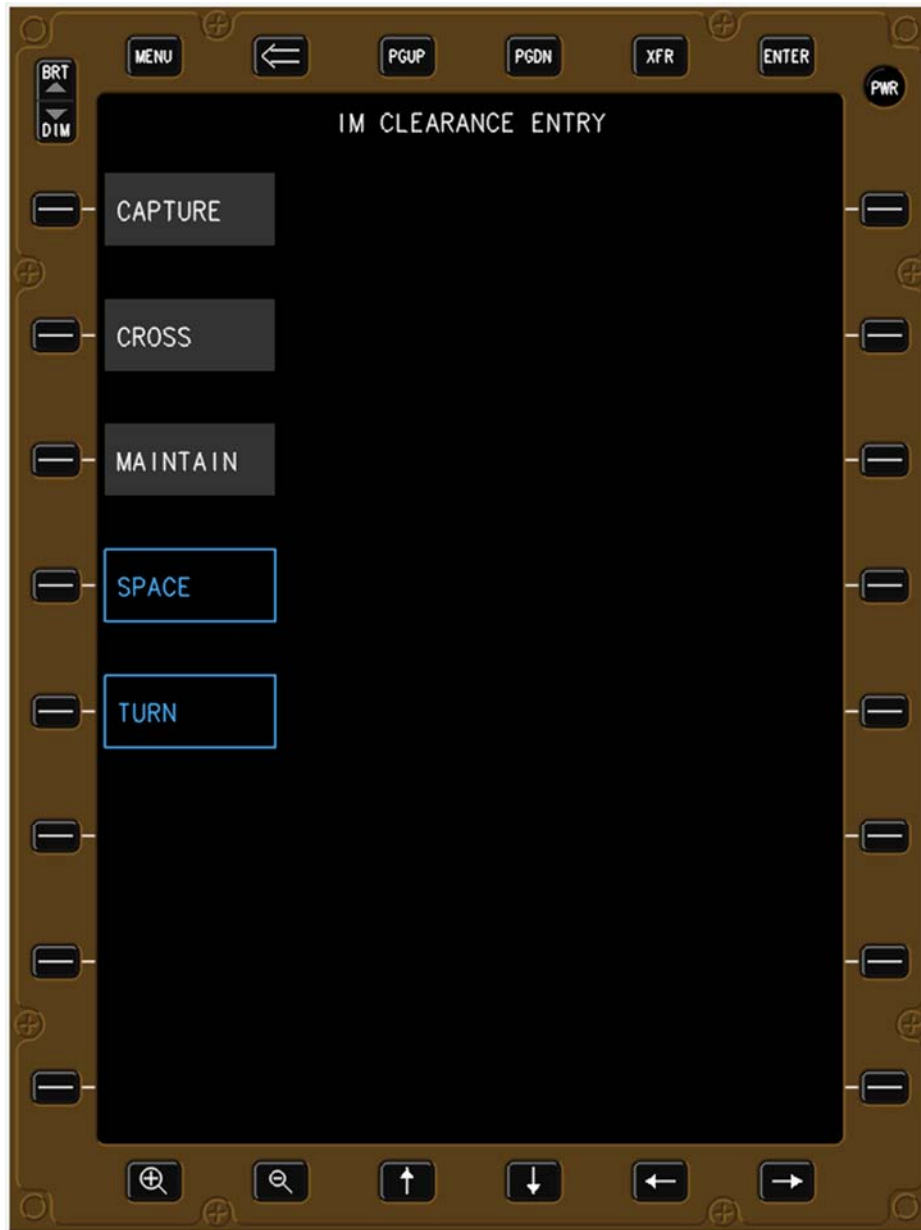 MENU PGUP PGDN XFR ENTER
BRT
DIM
PWR
IM CLEARANCE ENTRY
CAPTURE
CROSS
MAINTAIN
SPACE
TURN